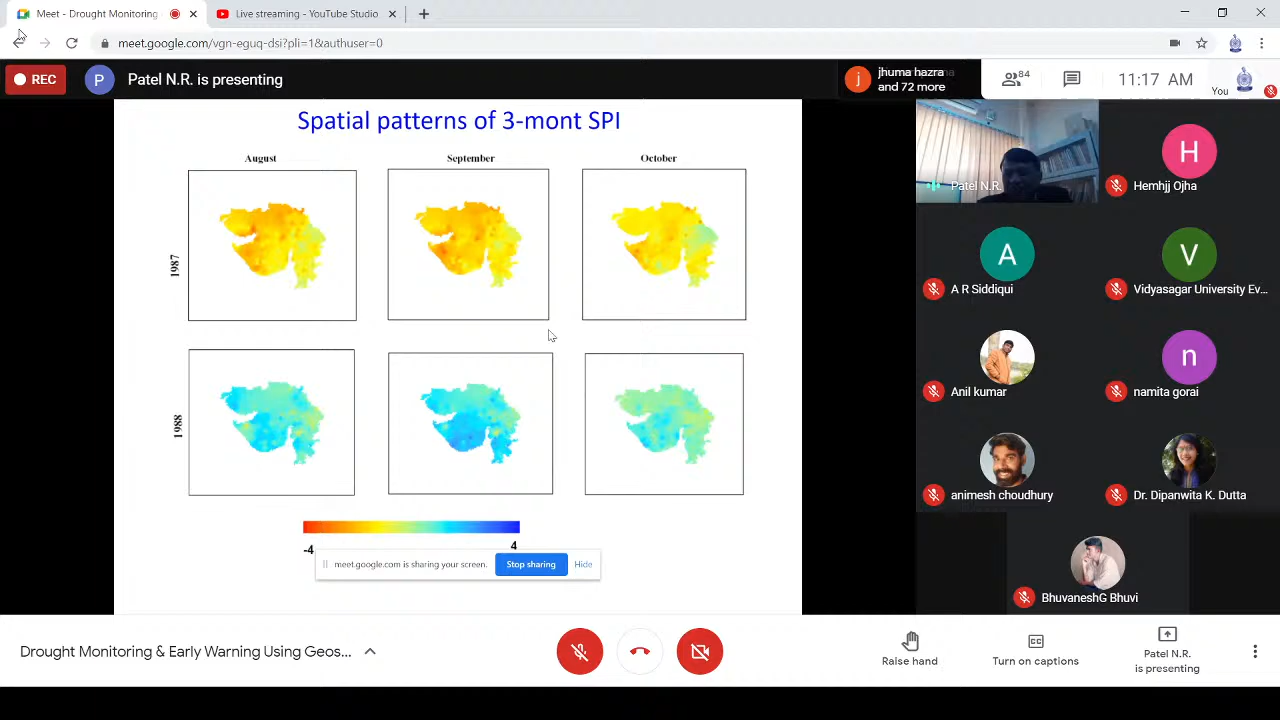 Meet - Drought Monitoring
Live streaming - YouTube Studio
meet.google.com/vgn-eguq-dsi?pli=1&authuser=0
REC
P
Patel N.R. is presenting
j
jhuma hazra
and 72 more
84
11:17 AM
You
Spatial patterns of 3-mont SPI
August
September
October
1987
1988
-4
4
meet.google.com is sharing your screen.
Stop sharing
Hide
Patel N.R.
H
Hemhjj Ojha
A
A R Siddiqui
V
Vidyasagar University Ev...
Anil kumar
n
namita gorai
animesh choudhury
Dr. Dipanwita K. Dutta
BhuvaneshG Bhuvi
Drought Monitoring & Early Warning Using Geos...
Raise hand
Turn on captions
Patel N.R.
is presenting